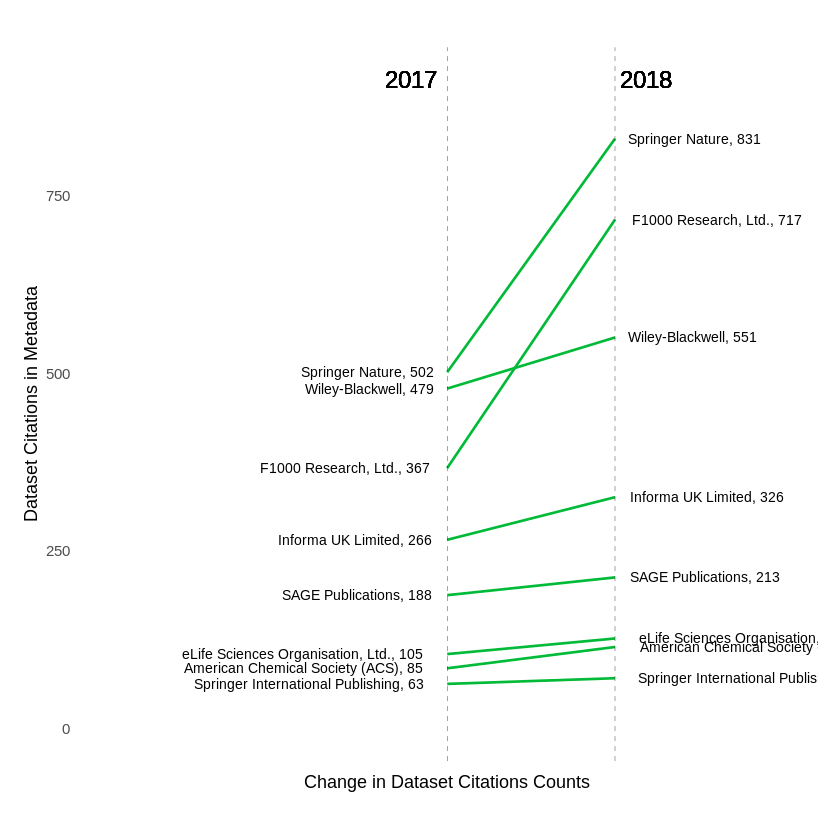 2017
2018
Springer Nature, 831
750
F1000 Research, Ltd., 717
Wiley-Blackwell, 551
Springer Nature, 502
500
Wiley-Blackwell, 479
F1000 Research, Ltd., 367
Informa UK Limited, 326
250
Informa UK Limited, 266
SAGE Publications, 213
SAGE Publications, 188
eLife Sciences Organisation,
American Chemical Society
eLife Sciences Organisation, Ltd., 105
American Chemical Society (ACS), 85
Springer International Publis
Springer International Publishing, 63
0
Dataset Citations in Metadata
Change in Dataset Citations Counts